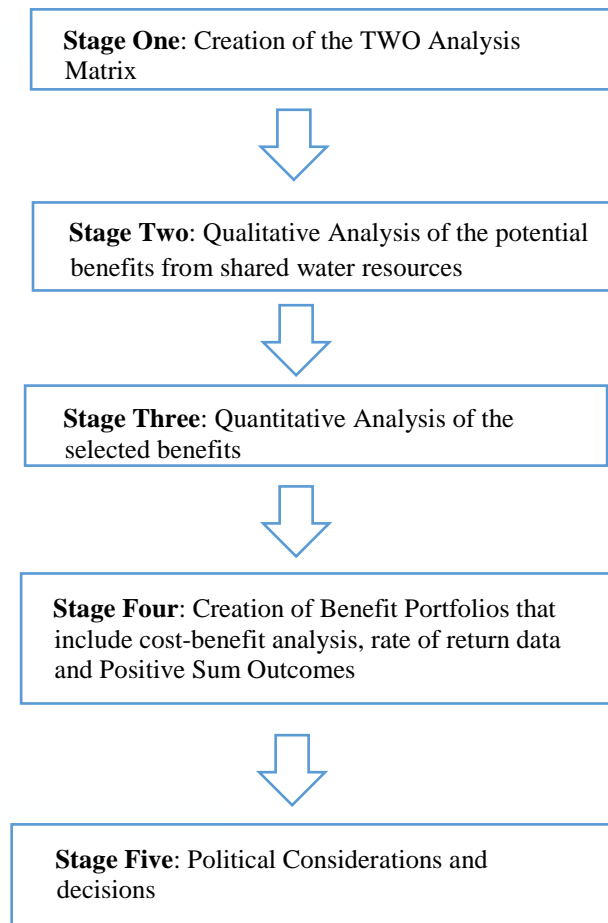 Stage One: Creation of the TWO Analysis
Matrix
Stage Two: Qualitative Analysis of the potential
benefits from shared water resources
Stage Three: Quantitative Analysis of the
selected benefits
Stage Four: Creation of Benefit Portfolios that
include cost-benefit analysis, rate of return data
and Positive Sum Outcomes
Stage Five: Political Considerations and
decisions